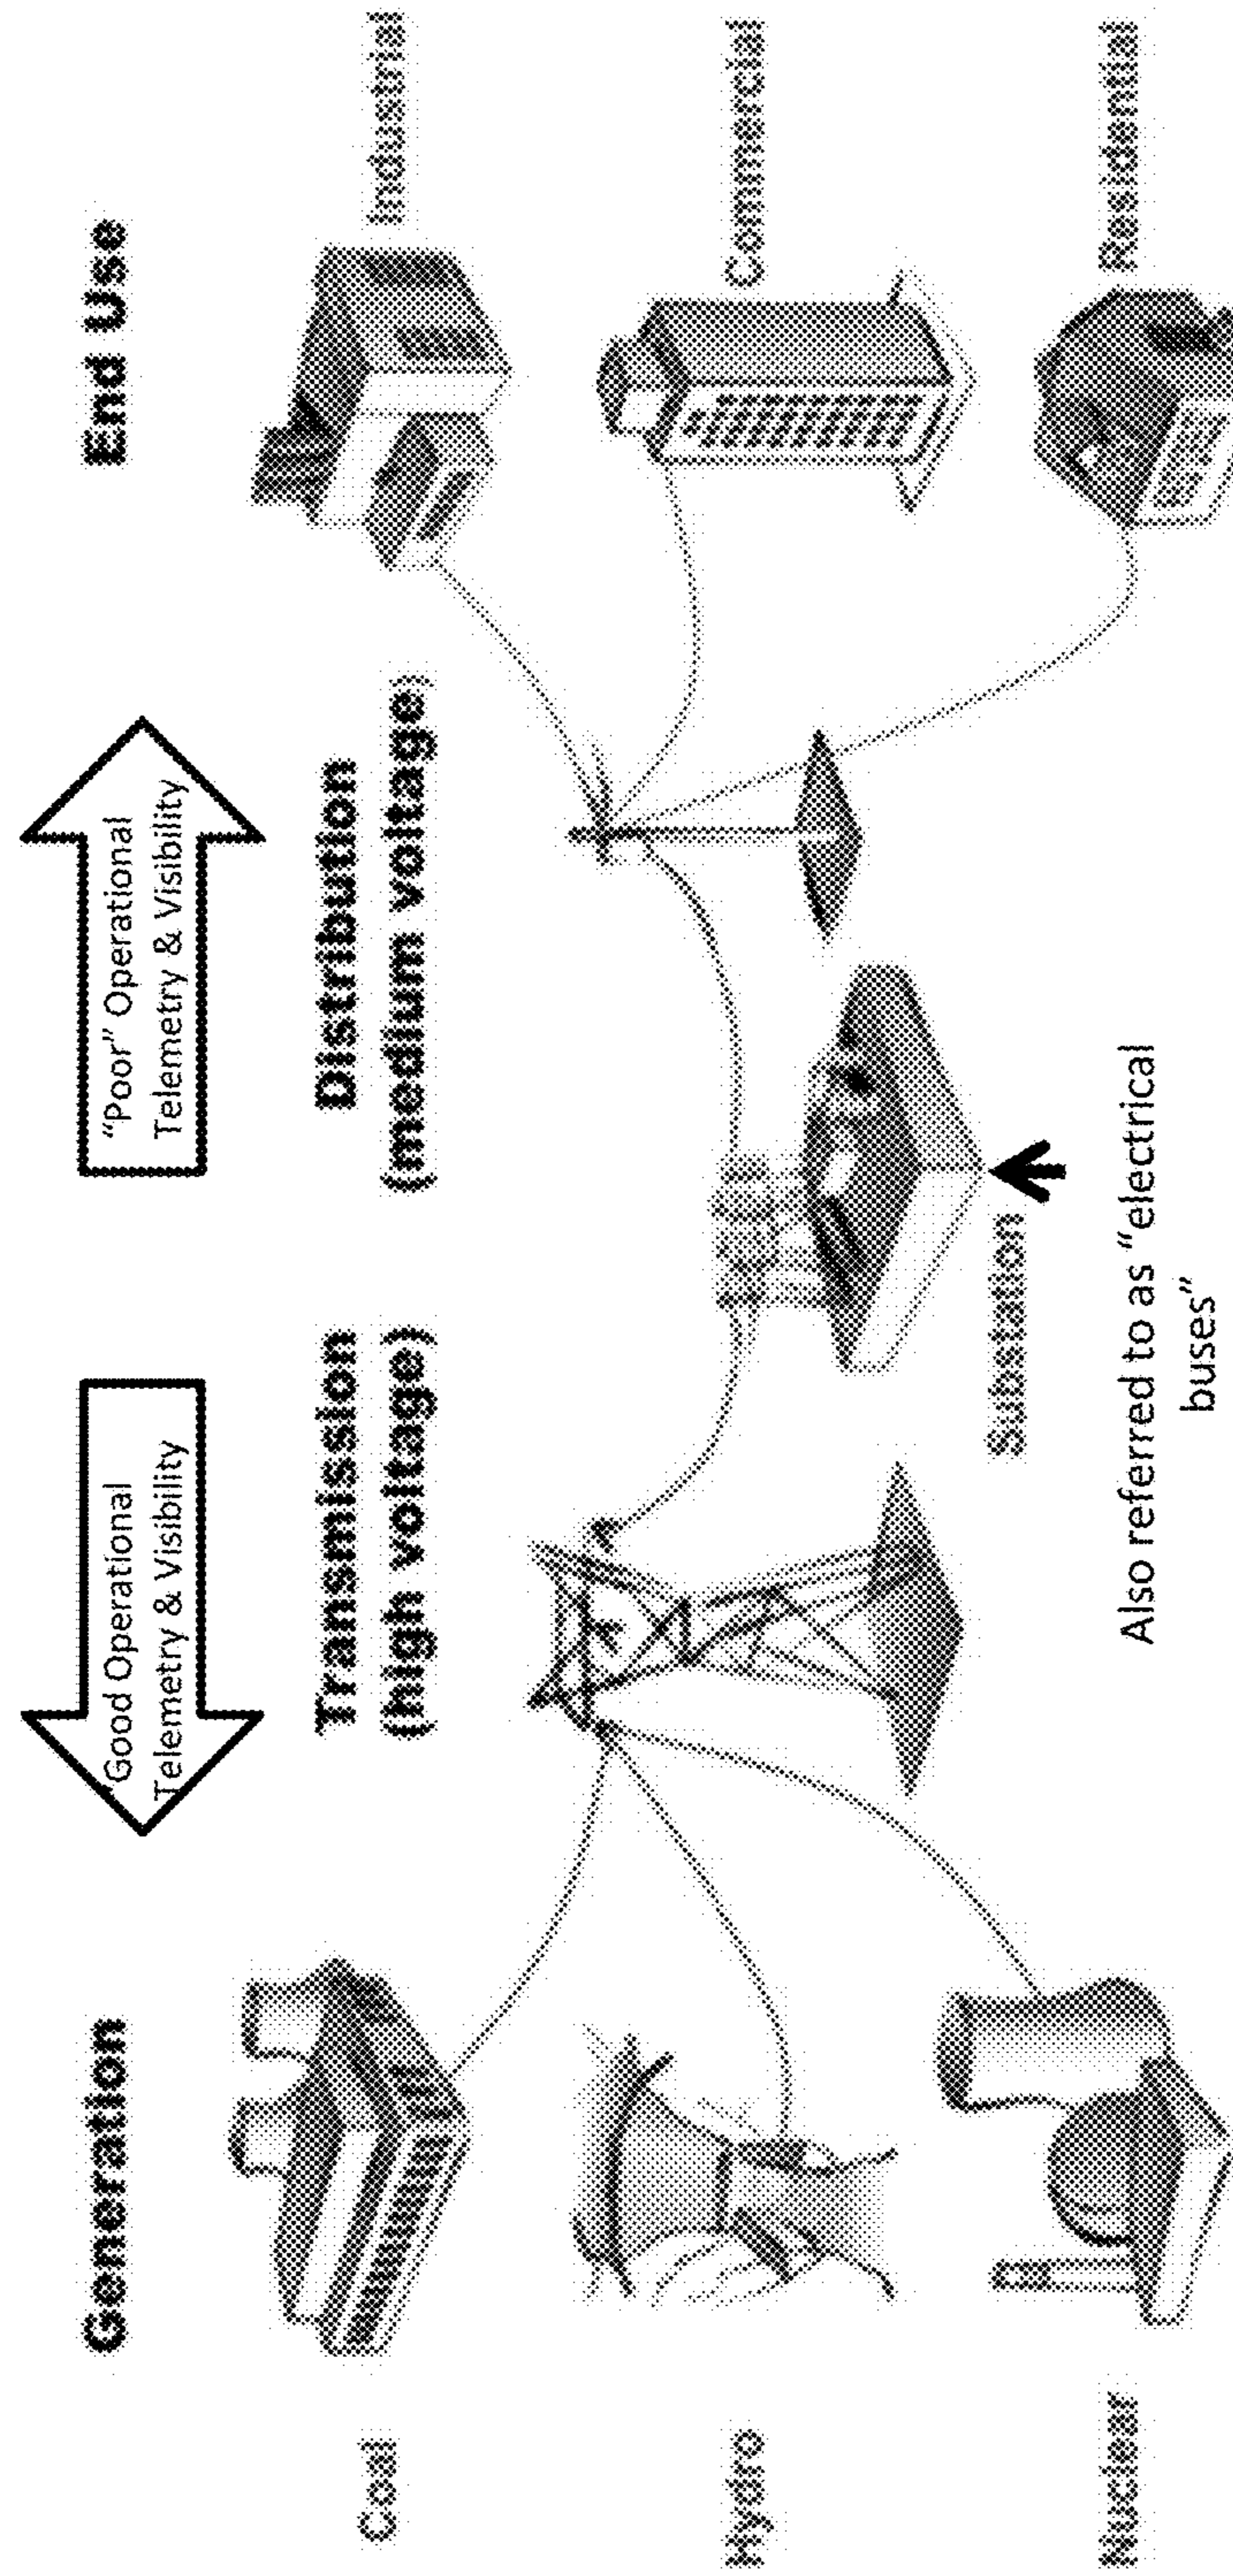 Generation
"Good Operational
Telemetry & Visibility
"Poor" Operational
Telemetry & Visibility
End Use
Transmission
(high voltage)
Distribution
(medium voltage)
Coal
Industrial
Hydro
Commercial
Nuclear
Residential
Substation
Also referred to as "electrical
buses"